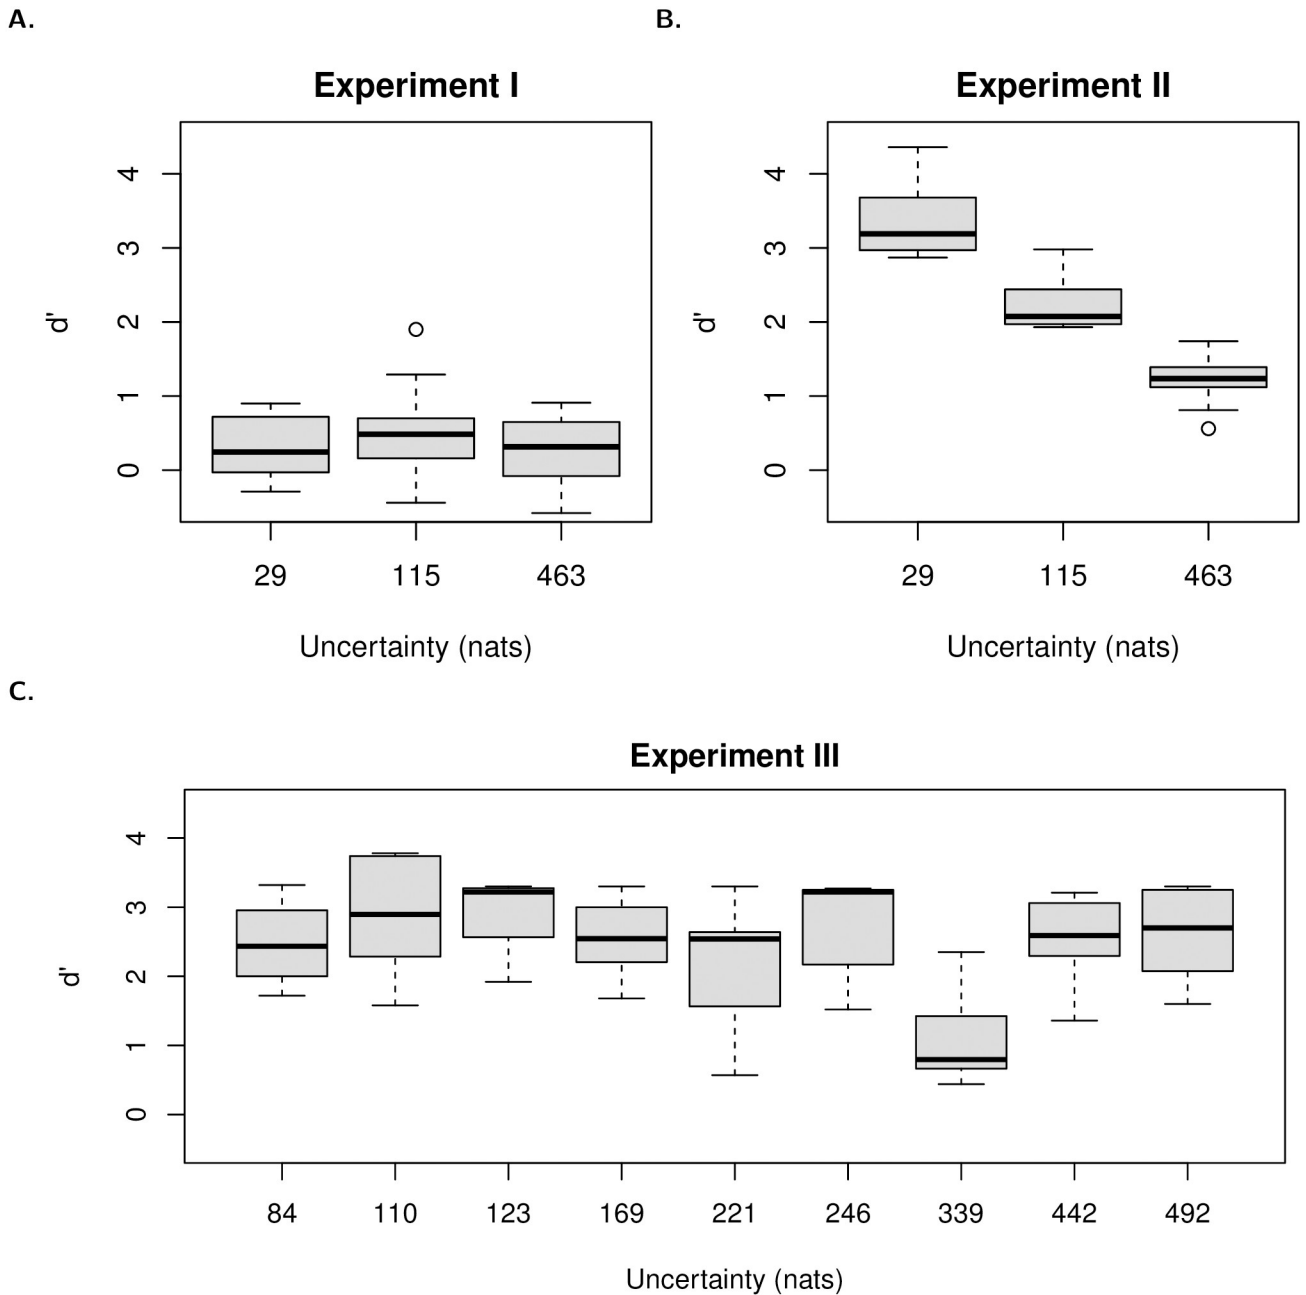 A.
B.
Experiment I
Experiment II
4
3
2
1
0
d'
29 115 463
Uncertainty (nats)
4
3
2
1
0
d'
29 115 463
Uncertainty (nats)
C.
Experiment III
4
3
2
1
0
d'
84 110 123 169 221 246 339 442 492
Uncertainty (nats)